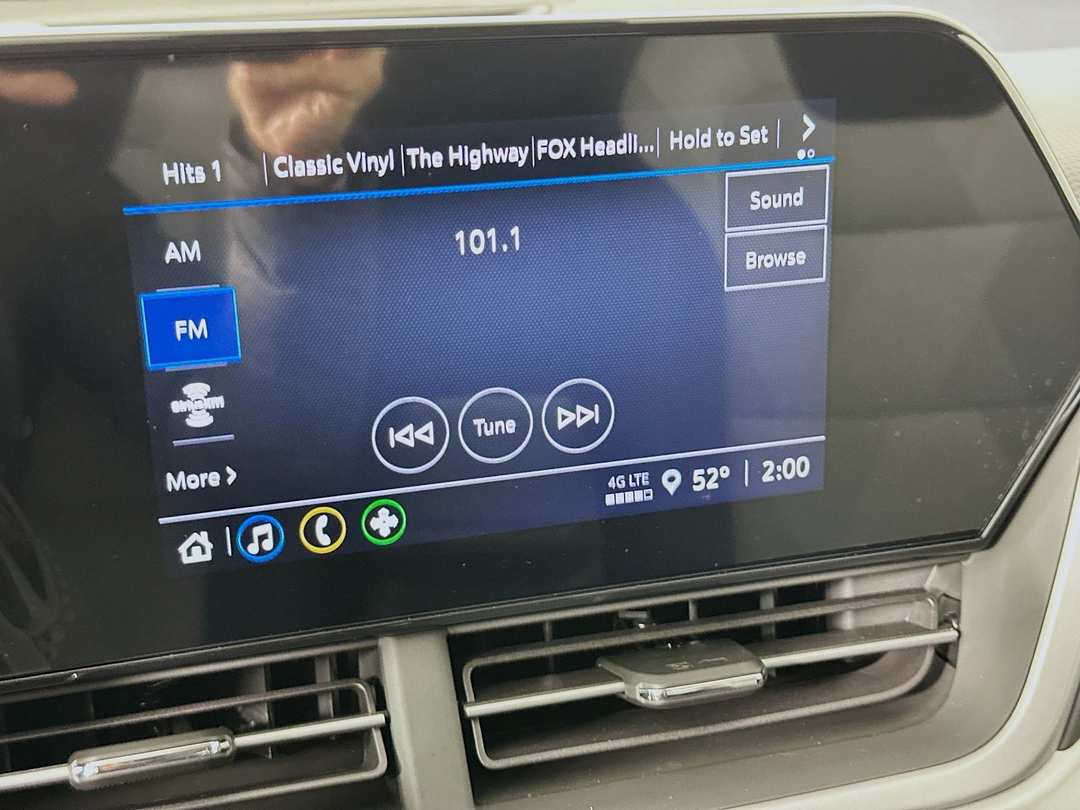 Hits 1
Classic Vinyl
The Highway
FOX Headli...
Hold to Set
Sound
AM
101.1
Browse
FM
SiriusXM
Tune
More
4G LTE
52°
2:00